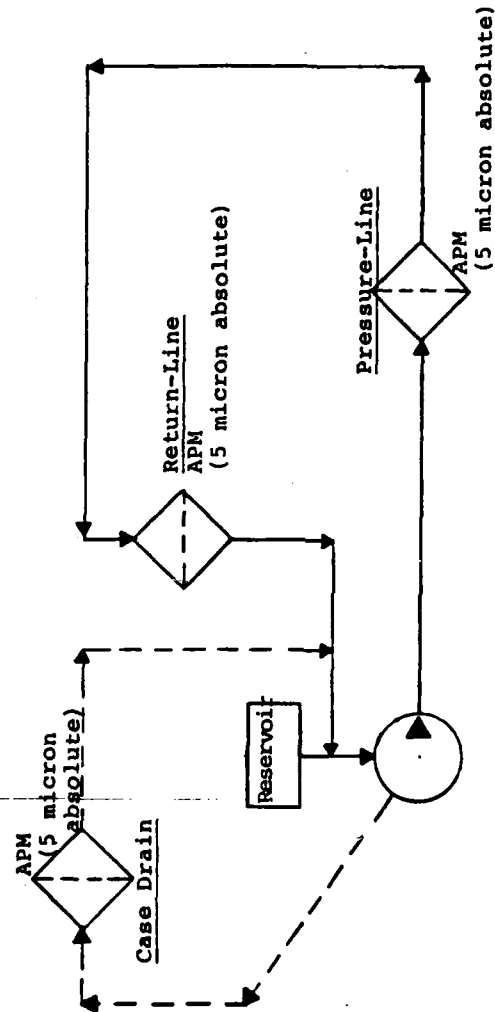 APM
(5 micron
absolute)
Case Drain
Reservoir
Return-Line
APM
(5 micron absolute)
Pressure-Line
APM
(5 micron absolute)